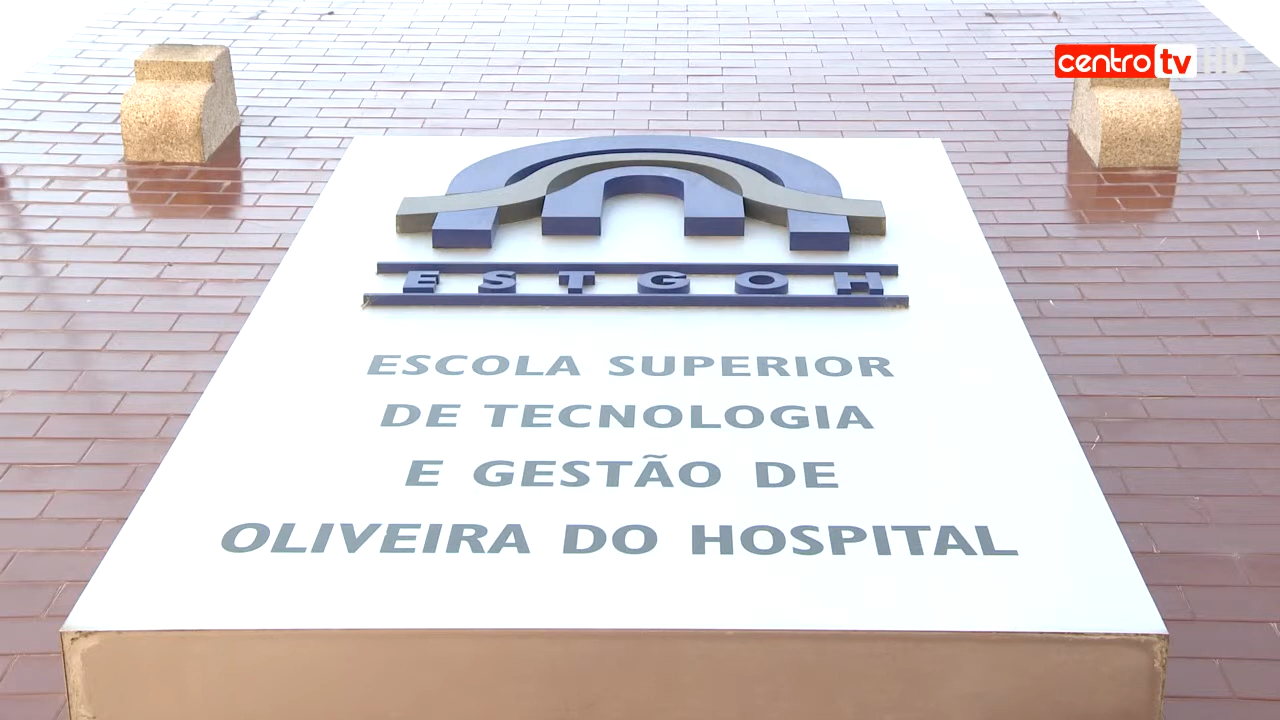 centro tv HD
ESTGOH
ESCOLA SUPERIOR
DE TECNOLOGIA
E GESTÃO DE
OLIVEIRA DO HOSPITAL